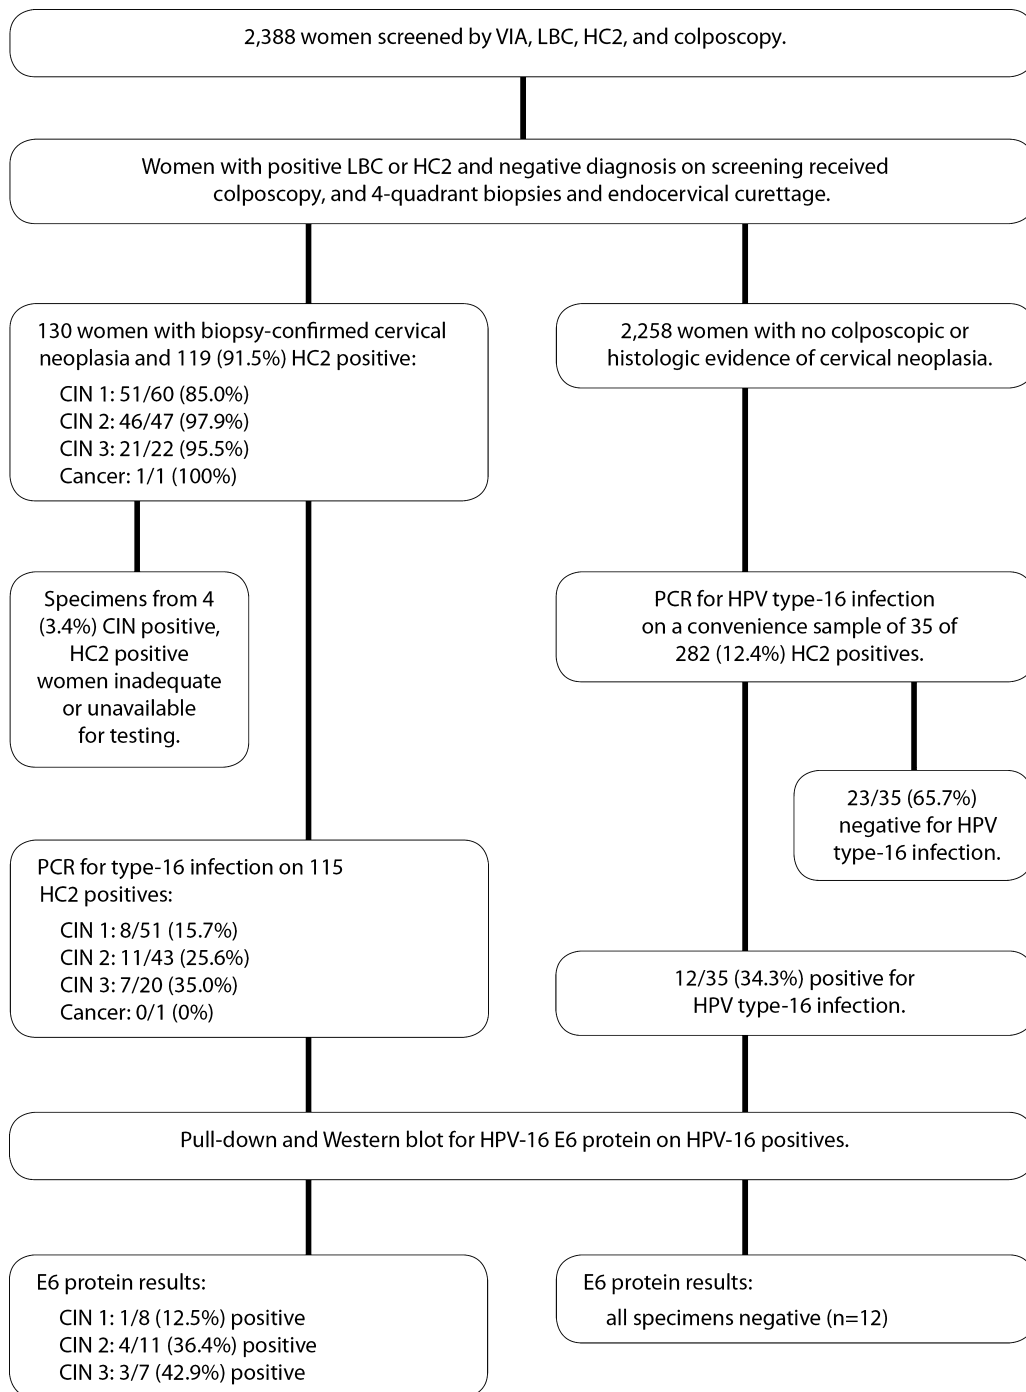 2,388 women screened by VIA, LBC, HC2, and colposcopy.
Women with positive LBC or HC2 and negative diagnosis on screening received
colposcopy, and 4-quadrant biopsies and endocervical curettage.
130 women with biopsy-confirmed cervical
neoplasia and 119 (91.5%) HC2 positive:
CIN 1: 51/60 (85.0%)
CIN 2: 46/47 (97.9%)
CIN 3: 21/22 (95.5%)
Cancer: 1/1 (100%)
2,258 women with no colposcopic or
histologic evidence of cervical neoplasia.
Specimens from 4
(3.4%) CIN positive,
HC2 positive
women inadequate
or unavailable
for testing.
PCR for HPV type-16 infection
on a convenience sample of 35 of
282 (12.4%) HC2 positives.
23/35 (65.7%)
negative for HPV
type-16 infection.
PCR for type-16 infection on 115
HC2 positives:
CIN 1: 8/51 (15.7%)
CIN 2: 11/43 (25.6%)
CIN 3: 7/20 (35.0%)
Cancer: 0/1 (0%)
12/35 (34.3%) positive for
HPV type-16 infection.
Pull-down and Western blot for HPV-16 E6 protein on HPV-16 positives.
E6 protein results:
CIN 1: 1/8 (12.5%) positive
CIN 2: 4/11 (36.4%) positive
CIN 3: 3/7 (42.9%) positive
E6 protein results:
all specimens negative (n=12)